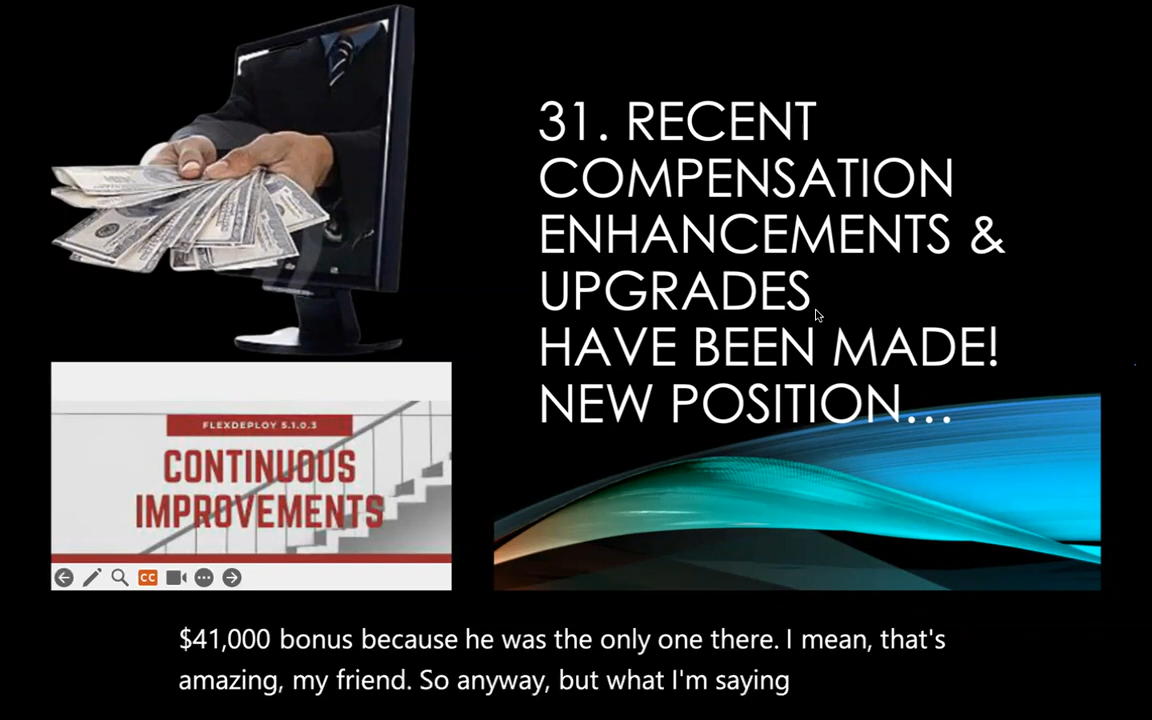 31. RECENT
COMPENSATION
ENHANCEMENTS &
UPGRADES
HAVE BEEN MADE!
NEW POSITION...
FLEXDEPLOY 5.1.0.3
CONTINUOUS
IMPROVEMENTS
CC
$41,000 bonus because he was the only one there. I mean, that's
amazing, my friend. So anyway, but what I'm saying